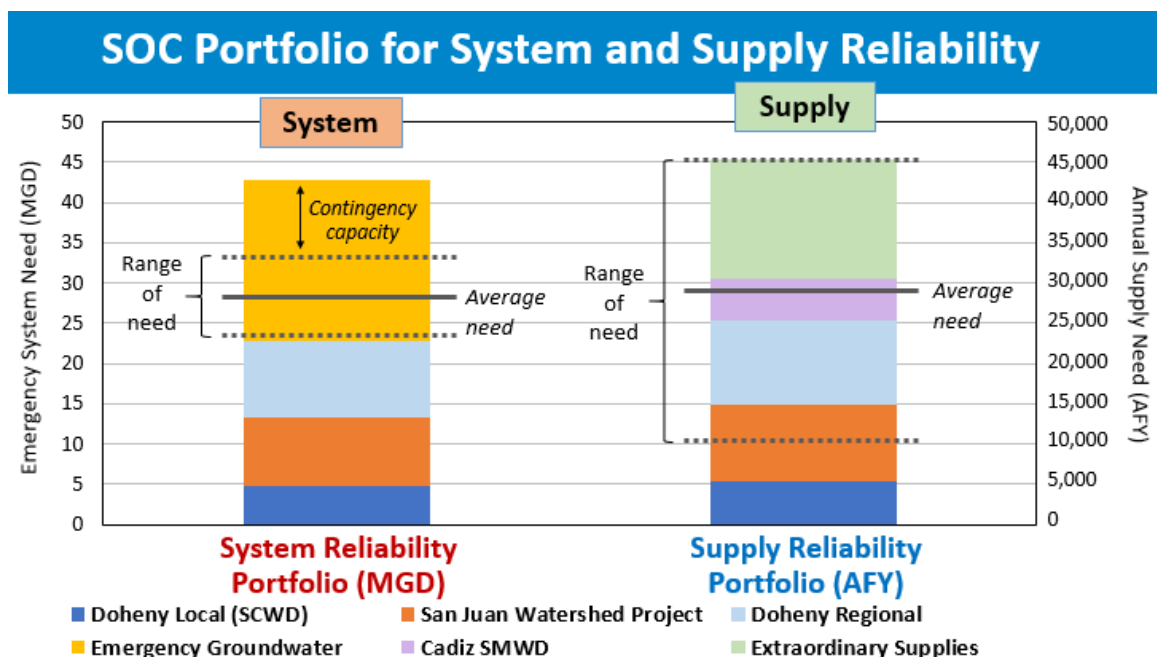 SOC Portfolio for System and Supply Reliability
System
Supply
50
45
40
35
30
25
20
15
10
5
0
Emergency System Need (MGD)
Contingency
capacity
Range
of
need
Average
need
Range
of
need
Average
need
50,000
45,000
40,000
35,000
30,000
25,000
20,000
15,000
10,000
5,000
0
Annual Supply Need (AFY)
System Reliability
Portfolio (MGD)
Supply Reliability
Portfolio (AFY)
Doheny Local (SCWD)
San Juan Watershed Project
Doheny Regional
Emergency Groundwater
Cadiz SMWD
Extraordinary Supplies